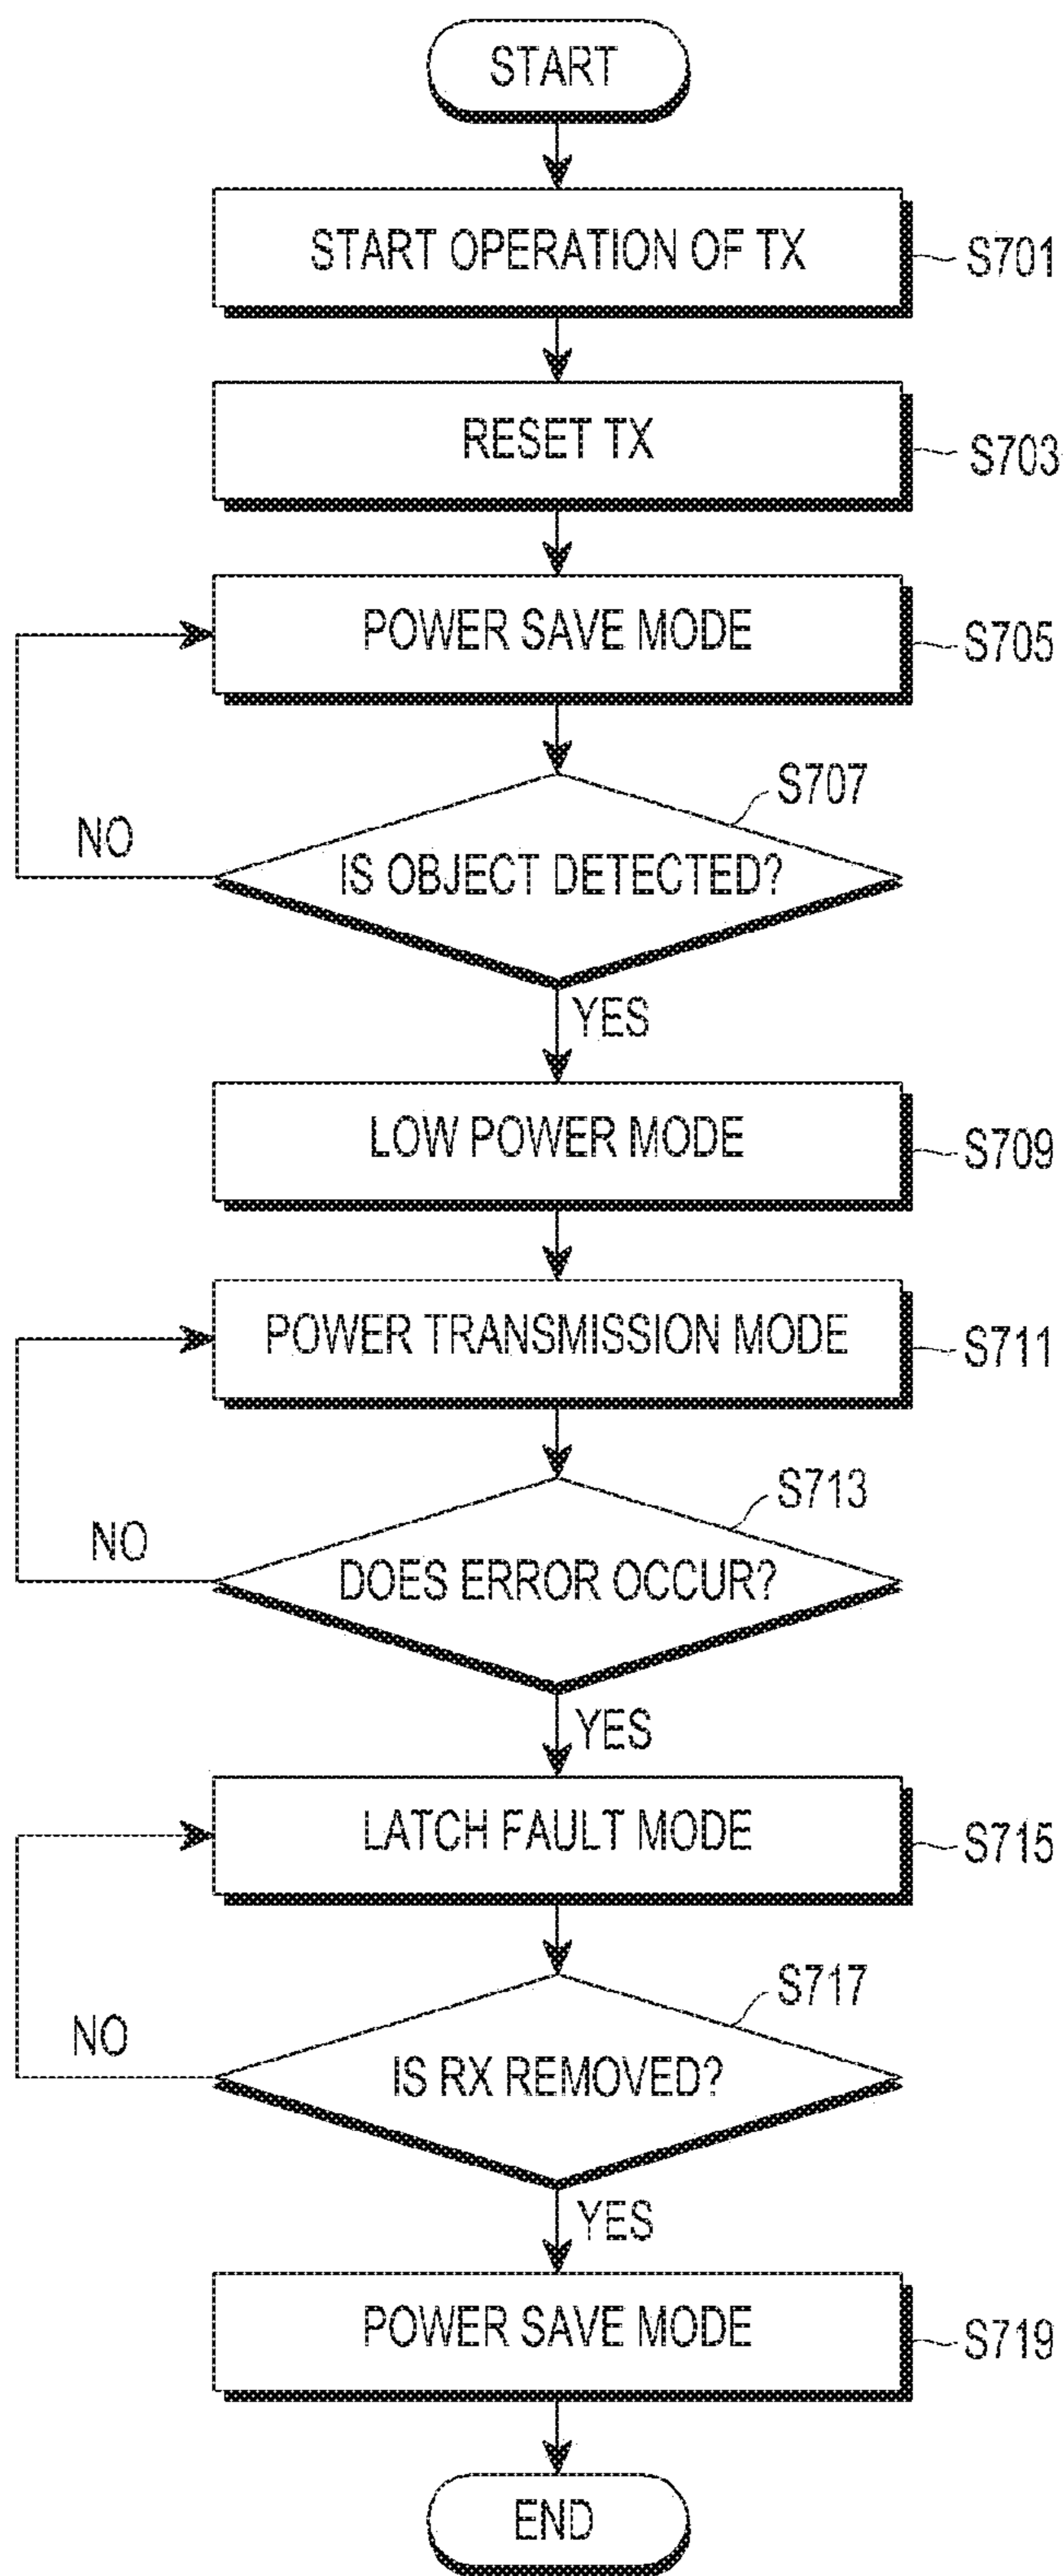 START
START OPERATION OF TX
S701
RESET TX
S703
POWER SAVE MODE
S705
S707
NO
IS OBJECT DETECTED?
YES
LOW POWER MODE
S709
POWER TRANSMISSION MODE
S711
S713
NO
DOES ERROR OCCUR?
YES
LATCH FAULT MODE
S715
S717
NO
IS RX REMOVED?
YES
POWER SAVE MODE
S719
END